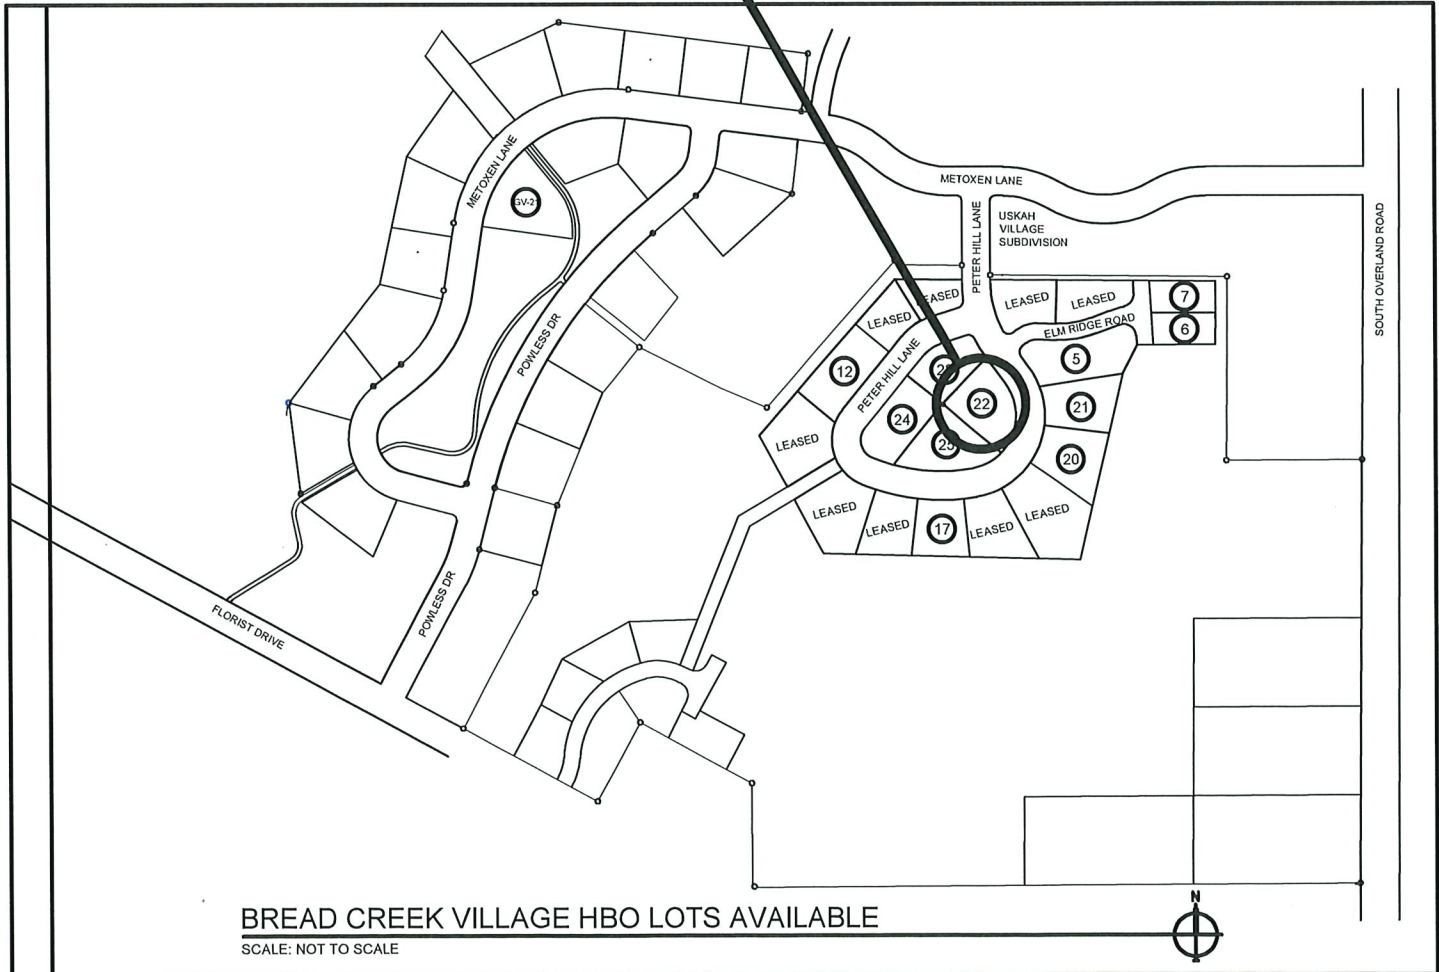 METOXEN LANE
GV-21
METOXEN LANE
PETER HILL LANE
USKAH
VILLAGE
SUBDIVISION
SOUTH OVERLAND ROAD
LEASED
LEASED
LEASED
LEASED
7
6
ELM RIDGE ROAD
POWLESS DR
PETER HILL LANE
12
5
22
24
21
LEASED
20
LEASED
LEASED
17
LEASED
LEASED
POWLESS DR
FLORIST DRIVE
BREAD CREEK VILLAGE HBO LOTS AVAILABLE
SCALE: NOT TO SCALE
N